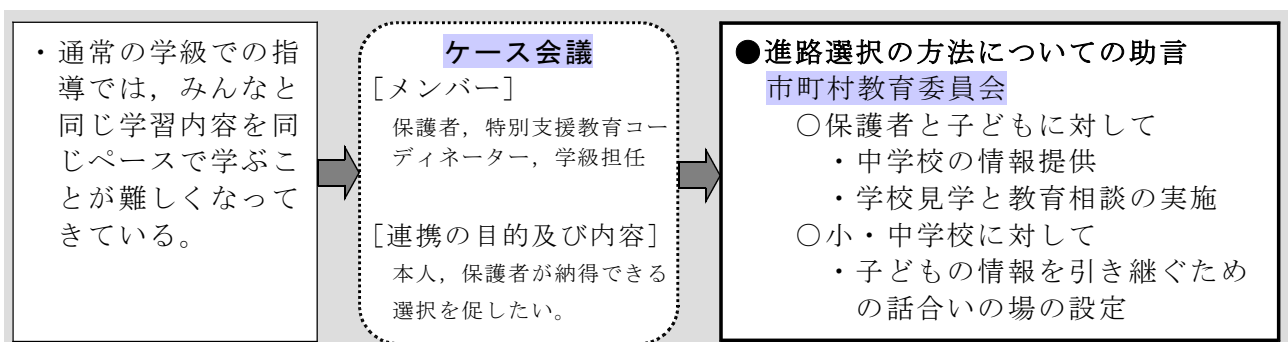 ・通常の学級での指
導では，みんなと
同じ学習内容を同
じペースで学ぶこ
とが難しくなって
きている。
ケース会議
［メンバー］
保護者，特別支援教育コー
ディネーター，学級担任
［連携の目的及び内容］
本人，保護者が納得できる
選択を促したい。
●進路選択の方法についての助言
市町村教育委員会
○保護者と子どもに対して
・中学校の情報提供
・学校見学と教育相談の実施
○小・中学校に対して
・子どもの情報を引き継ぐため
の話合いの場の設定